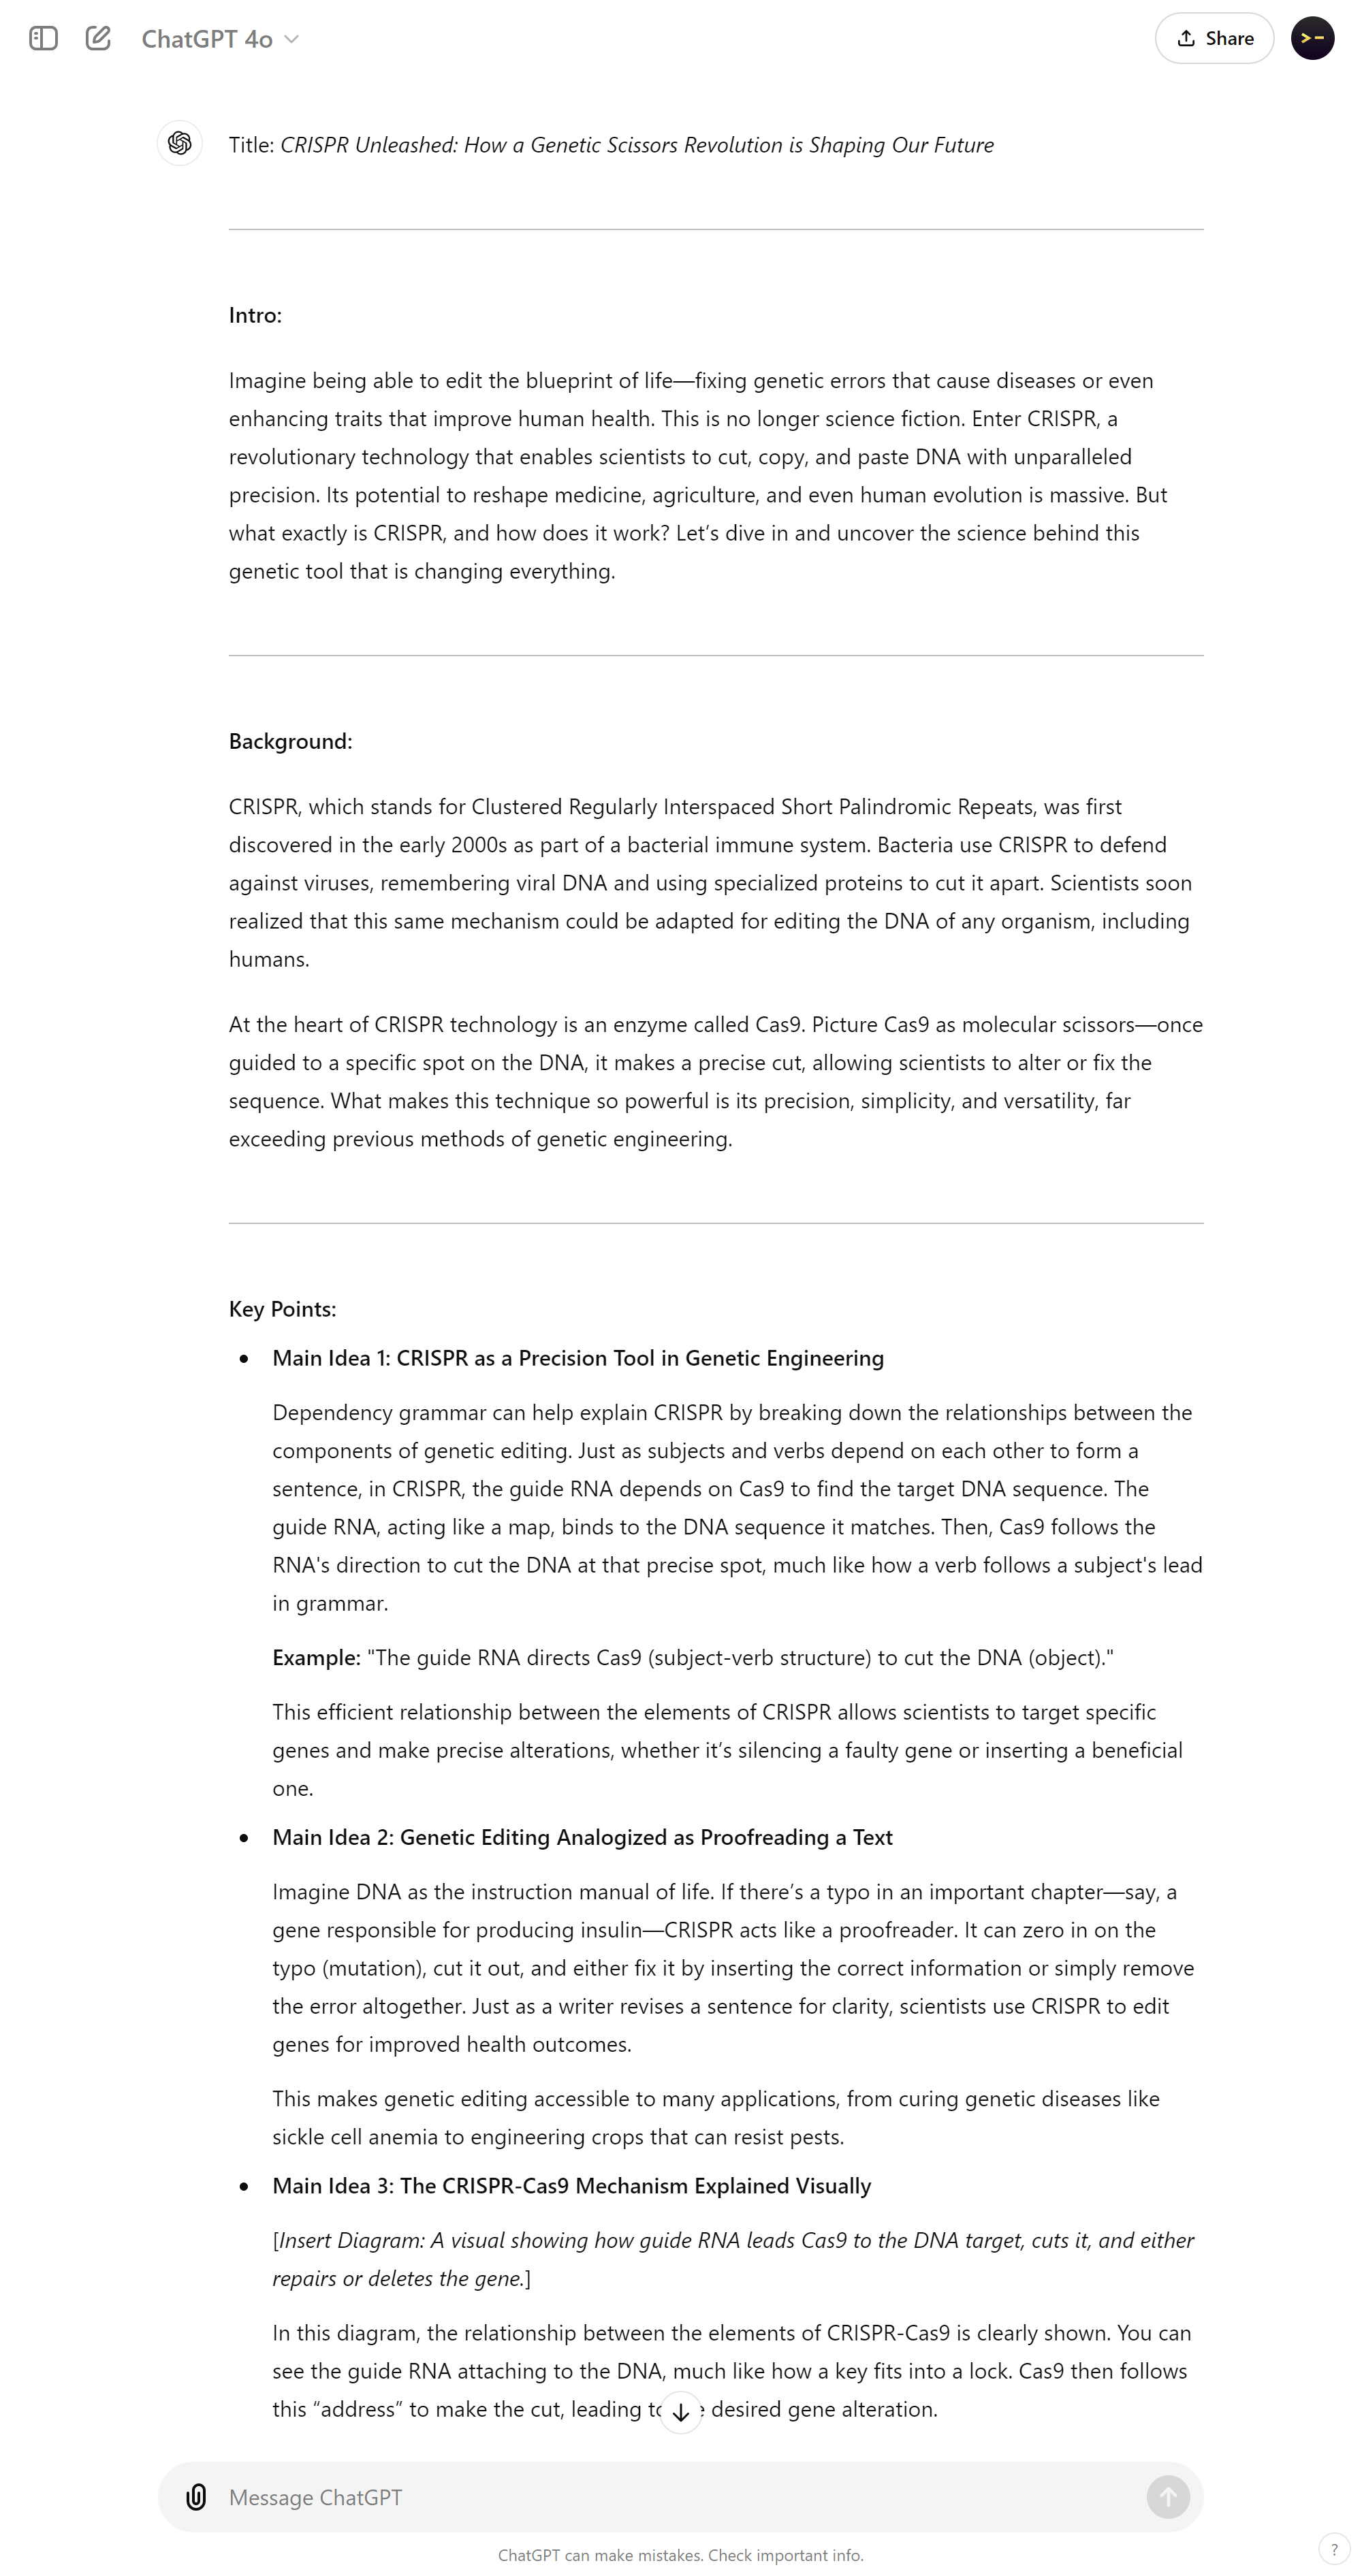 ChatGPT 4o
Share
Title: CRISPR Unleashed: How a Genetic Scissors Revolution is Shaping Our Future
Intro:
Imagine being able to edit the blueprint of life—fixing genetic errors that cause diseases or even
enhancing traits that improve human health. This is no longer science fiction. Enter CRISPR, a
revolutionary technology that enables scientists to cut, copy, and paste DNA with unparalleled
precision. Its potential to reshape medicine, agriculture, and even human evolution is massive. But
what exactly is CRISPR, and how does it work? Let’s dive in and uncover the science behind this
genetic tool that is changing everything.
Background:
CRISPR, which stands for Clustered Regularly Interspaced Short Palindromic Repeats, was first
discovered in the early 2000s as part of a bacterial immune system. Bacteria use CRISPR to defend
against viruses, remembering viral DNA and using specialized proteins to cut it apart. Scientists soon
realized that this same mechanism could be adapted for editing the DNA of any organism, including
humans.
At the heart of CRISPR technology is an enzyme called Cas9. Picture Cas9 as molecular scissors—once
guided to a specific spot on the DNA, it makes a precise cut, allowing scientists to alter or fix the
sequence. What makes this technique so powerful is its precision, simplicity, and versatility, far
exceeding previous methods of genetic engineering.
Key Points:
• Main Idea 1: CRISPR as a Precision Tool in Genetic Engineering
Dependency grammar can help explain CRISPR by breaking down the relationships between the
components of genetic editing. Just as subjects and verbs depend on each other to form a
sentence, in CRISPR, the guide RNA depends on Cas9 to find the target DNA sequence. The
guide RNA, acting like a map, binds to the DNA sequence it matches. Then, Cas9 follows the
RNA's direction to cut the DNA at that precise spot, much like how a verb follows a subject's lead
in grammar.
Example: "The guide RNA directs Cas9 (subject-verb structure) to cut the DNA (object)."
This efficient relationship between the elements of CRISPR allows scientists to target specific
genes and make precise alterations, whether it’s silencing a faulty gene or inserting a beneficial
one.
• Main Idea 2: Genetic Editing Analogized as Proofreading a Text
Imagine DNA as the instruction manual of life. If there’s a typo in an important chapter—say, a
gene responsible for producing insulin—CRISPR acts like a proofreader. It can zero in on the
typo (mutation), cut it out, and either fix it by inserting the correct information or simply remove
the error altogether. Just as a writer revises a sentence for clarity, scientists use CRISPR to edit
genes for improved health outcomes.
This makes genetic editing accessible to many applications, from curing genetic diseases like
sickle cell anemia to engineering crops that can resist pests.
• Main Idea 3: The CRISPR-Cas9 Mechanism Explained Visually
[Insert Diagram: A visual showing how guide RNA leads Cas9 to the DNA target, cuts it, and either
repairs or deletes the gene.]
In this diagram, the relationship between the elements of CRISPR-Cas9 is clearly shown. You can
see the guide RNA attaching to the DNA, much like how a key fits into a lock. Cas9 then follows
this “address” to make the cut, leading desired gene alteration.
Message ChatGPT
ChatGPT can make mistakes. Check important info.
?